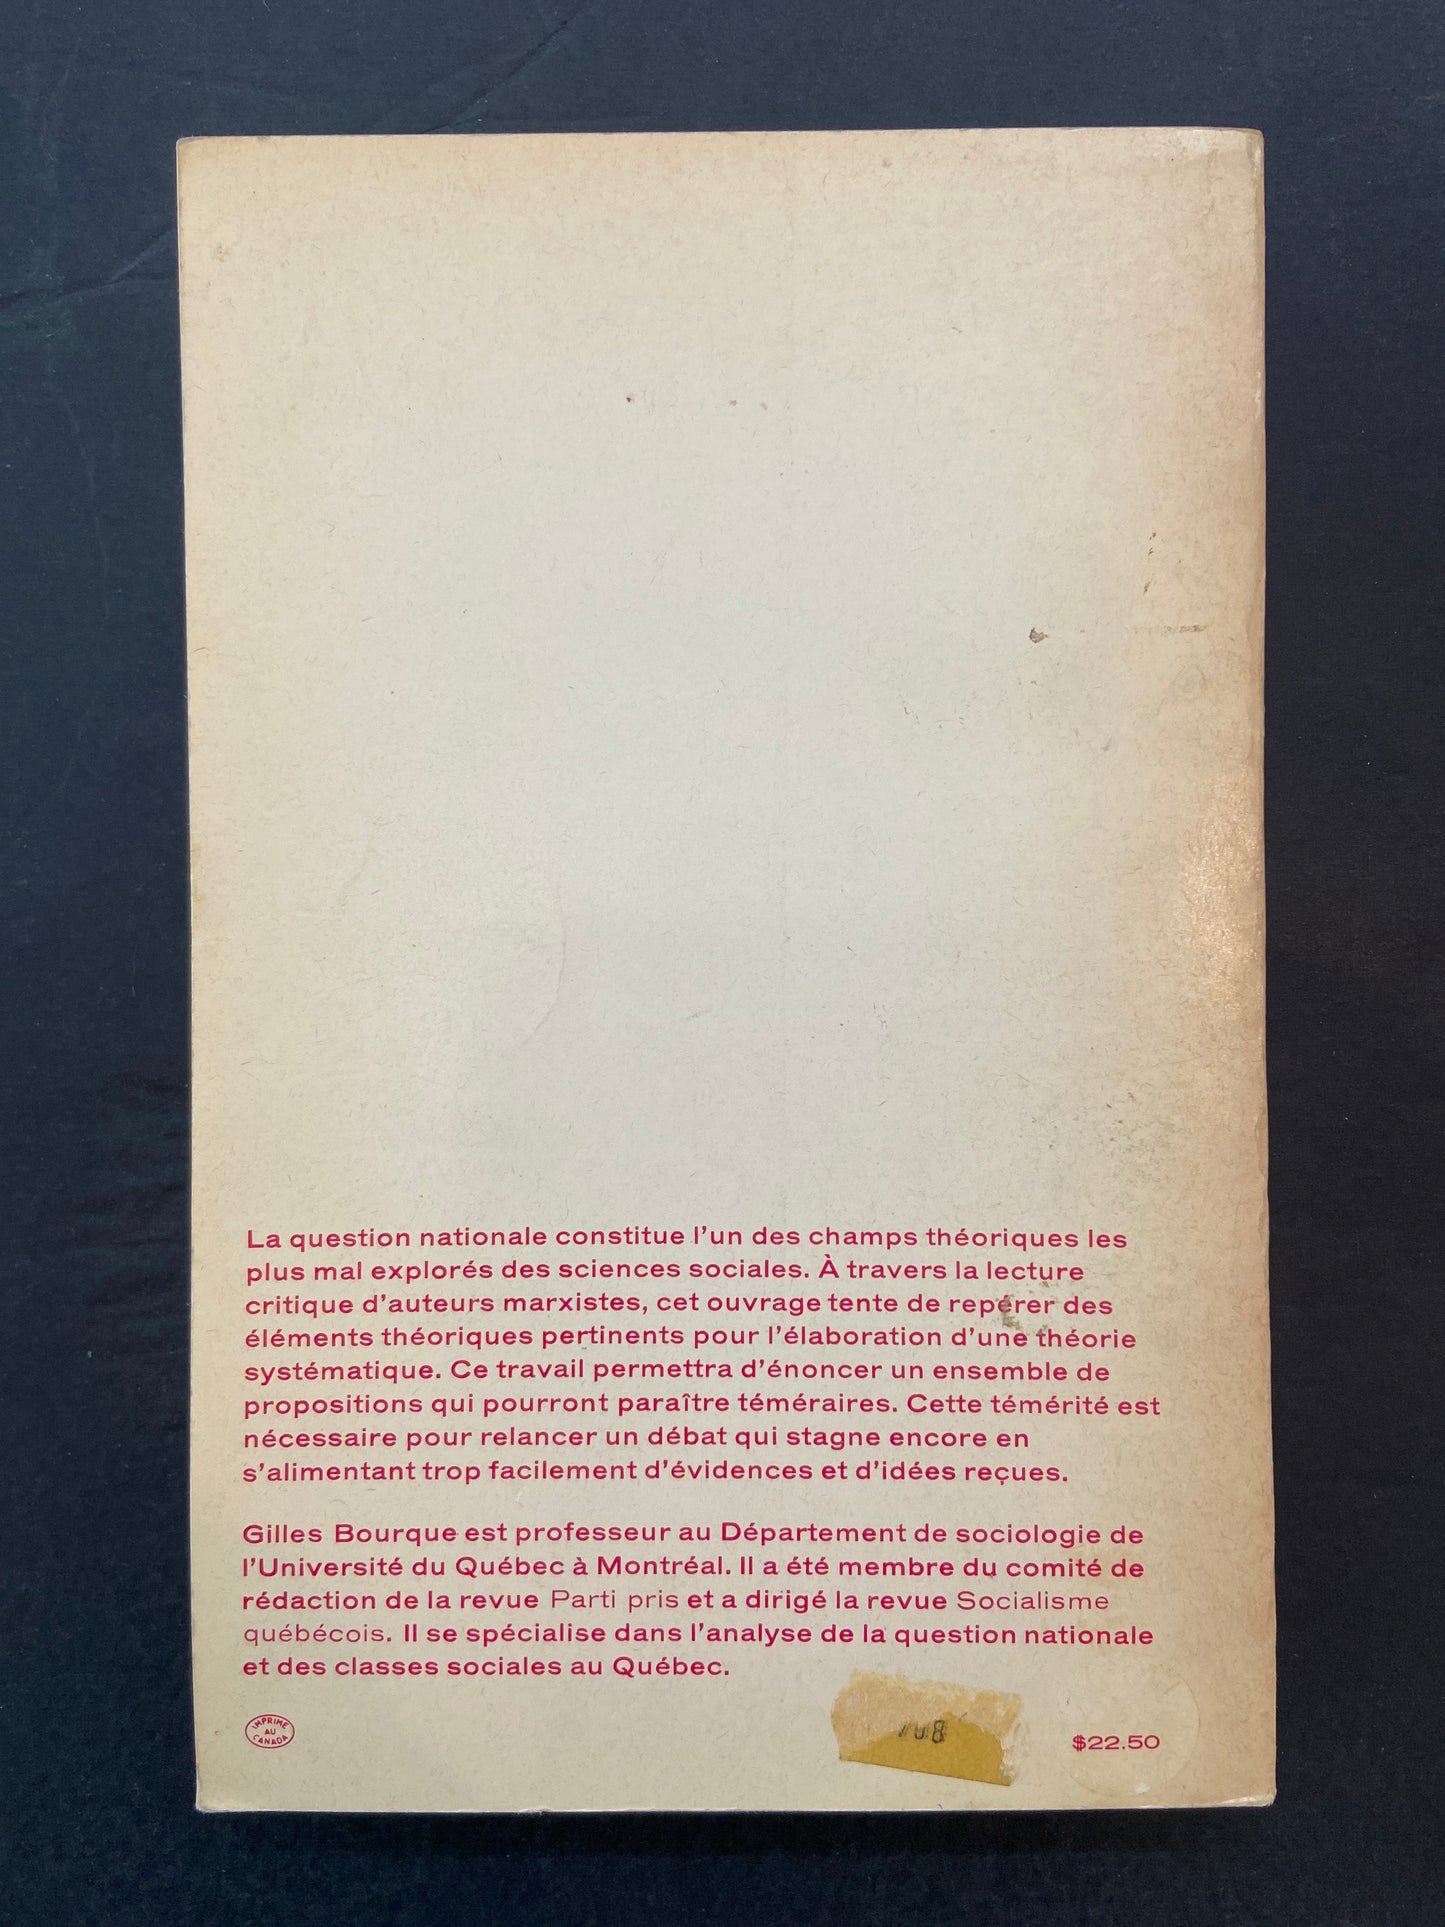 La question nationale constitue l'un des champs théoriques les
plus mal explorés des sciences sociales. À travers la lecture
critique d'auteurs marxistes, cet ouvrage tente de repérer des
éléments théoriques pertinents pour l'élaboration d'une théorie
systématique. Ce travail permettra d'énoncer un ensemble de
propositions qui pourront paraître téméraires. Cette témérité est
nécessaire pour relancer un débat qui stagne encore en
s'alimentant trop facilement d'évidences et d'idées reçues.
Gilles Bourque est professeur au Département de sociologie de
l'Université du Québec à Montréal. Il a été membre du comité de
rédaction de la revue Parti pris et a dirigé la revue Socialisme
québécois. Il se spécialise dans l'analyse de la question nationale
et des classes sociales au Québec.
IMPRIMÉ
AU
CANADA
$22.50